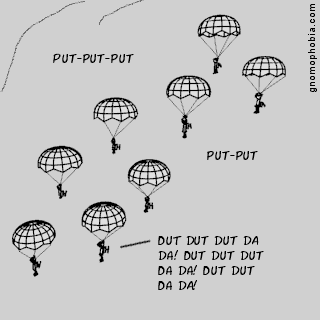 gnomophobia.com
PUT-PUT-PUT
PUT-PUT
DUT DUT DUT DA
DA! DUT DUT DUT
DA DA! DUT DUT
DA DA!